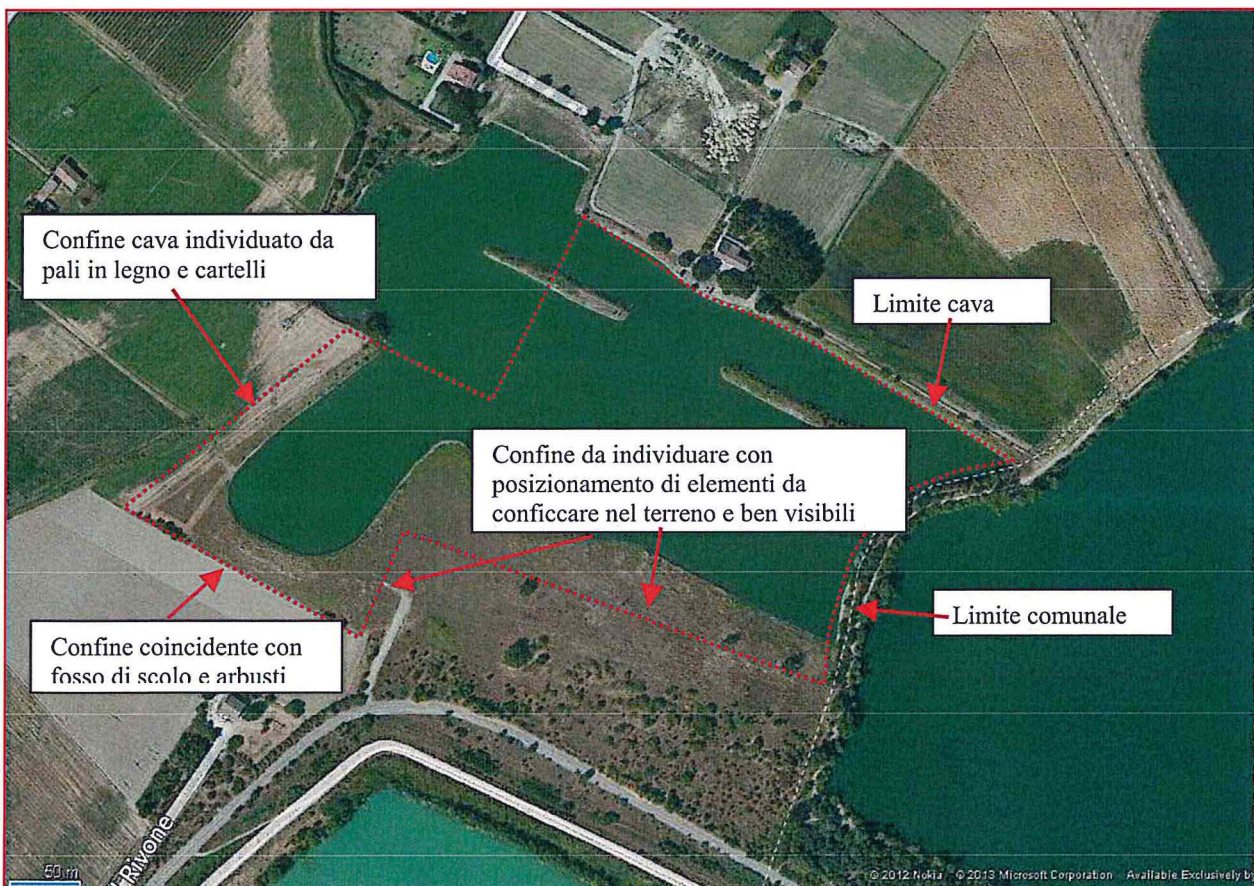 Confine cava individuato da
pali in legno e cartelli
Limite cava
Confine da individuare con
posizionamento di elementi da
conficcare nel terreno e ben visibili
Limite comunale
Confine coincidente con
fosso di scolo e arbusti
Rivone
50 m
© 2012 Nokia © 2013 Microsoft Corporation Available Exclusively by